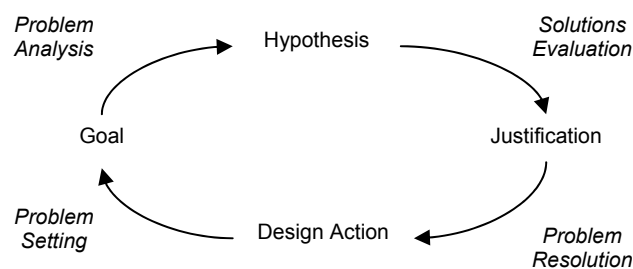 Problem
Analysis
Hypothesis
Solutions
Evaluation
Goal
Justification
Problem
Setting
Design Action
Problem
Resolution